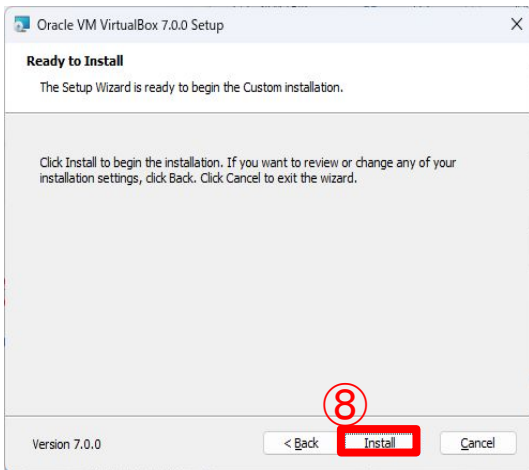 Oracle VM VirtualBox 7.0.0 Setup
Ready to Install
The Setup Wizard is ready to begin the Custom installation.
Click Install to begin the installation. If you want to review or change any of your
installation settings, click Back. Click Cancel to exit the wizard.
⑧
Version 7.0.0 < Back Install Cancel